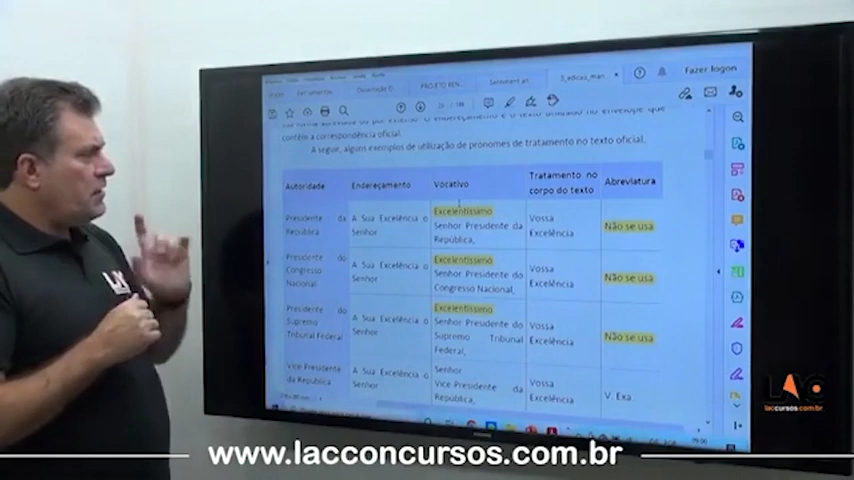 PROJETO REN...
3_edicao_man...
Fazer logon
contém a correspondência oficial.
A seguir, alguns exemplos de utilização de pronomes de tratamento no texto oficial.
Autoridade
Endereçamento
Vocativo
Tratamento no
corpo do texto
Abreviatura
Presidente da
República
A Sua Excelência o
Senhor
Excelentíssimo
Senhor Presidente da
República,
Vossa
Excelência
Não se usa
Presidente do
Congresso
Nacional
A Sua Excelência o
Senhor
Excelentíssimo
Senhor Presidente do
Congresso Nacional,
Vossa
Excelência
Não se usa
Presidente do
Supremo
Tribunal Federal
A Sua Excelência o
Senhor
Excelentíssimo
Senhor Presidente do
Supremo Tribunal
Federal,
Vossa
Excelência
Não se usa
Vice-Presidente
da República
A Sua Excelência o
Senhor
Senhor
Vice-Presidente da
República,
Vossa
Excelência
V. Exa
LAC
laccursos.com.br
www.lacconcursos.com.br